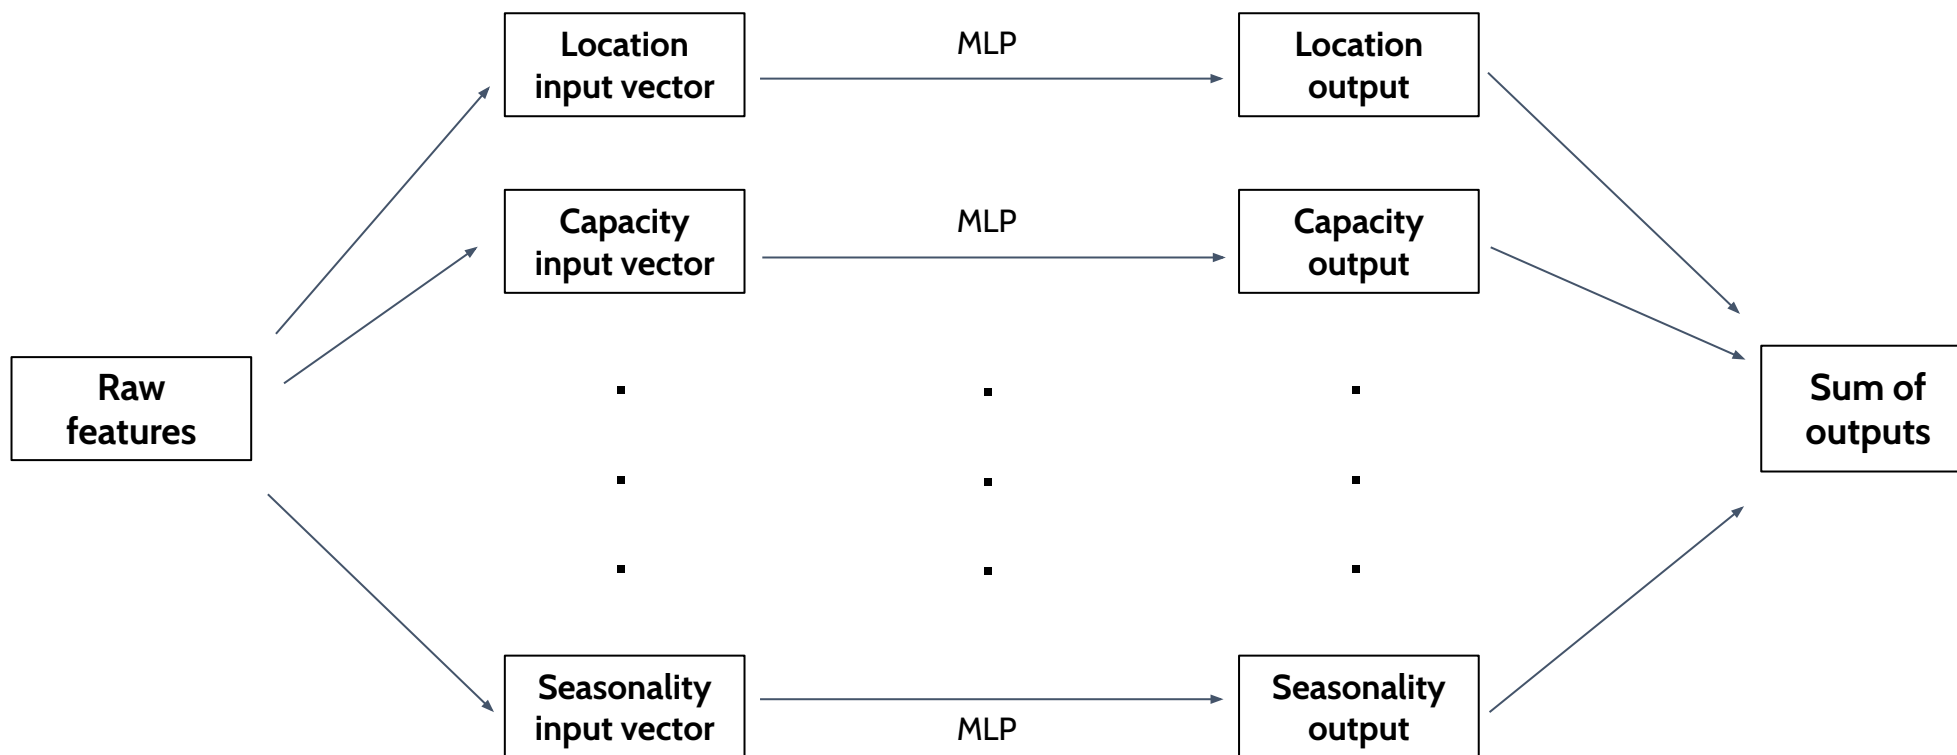 Location
input vector
MLP
Location
output
Capacity
input vector
MLP
Capacity
output
Raw
features
Sum of
outputs
Seasonality
input vector
MLP
Seasonality
output